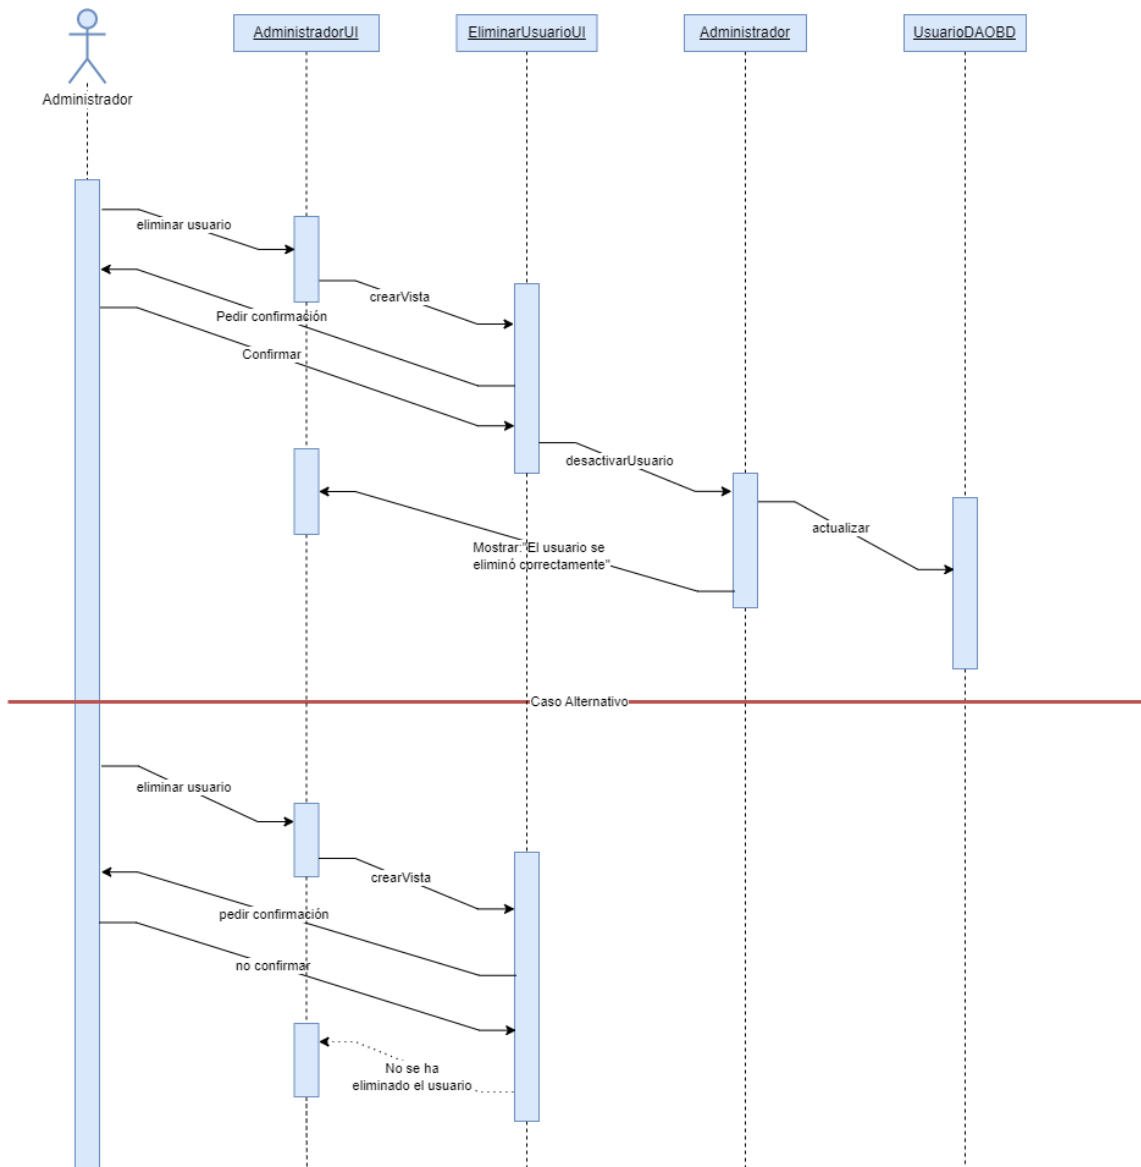 AdministradorUI
EliminarUsuarioUI
Administrador
UsuarioDAOBD
Administrador
eliminar usuario
crearVista
Pedir confirmación
Confirmar
desactivarUsuario
actualizar
Mostrar:"El usuario se
eliminó correctamente"
Caso Alternativo
eliminar usuario
crearVista
pedir confirmación
no confirmar
No se ha
eliminado el usuario